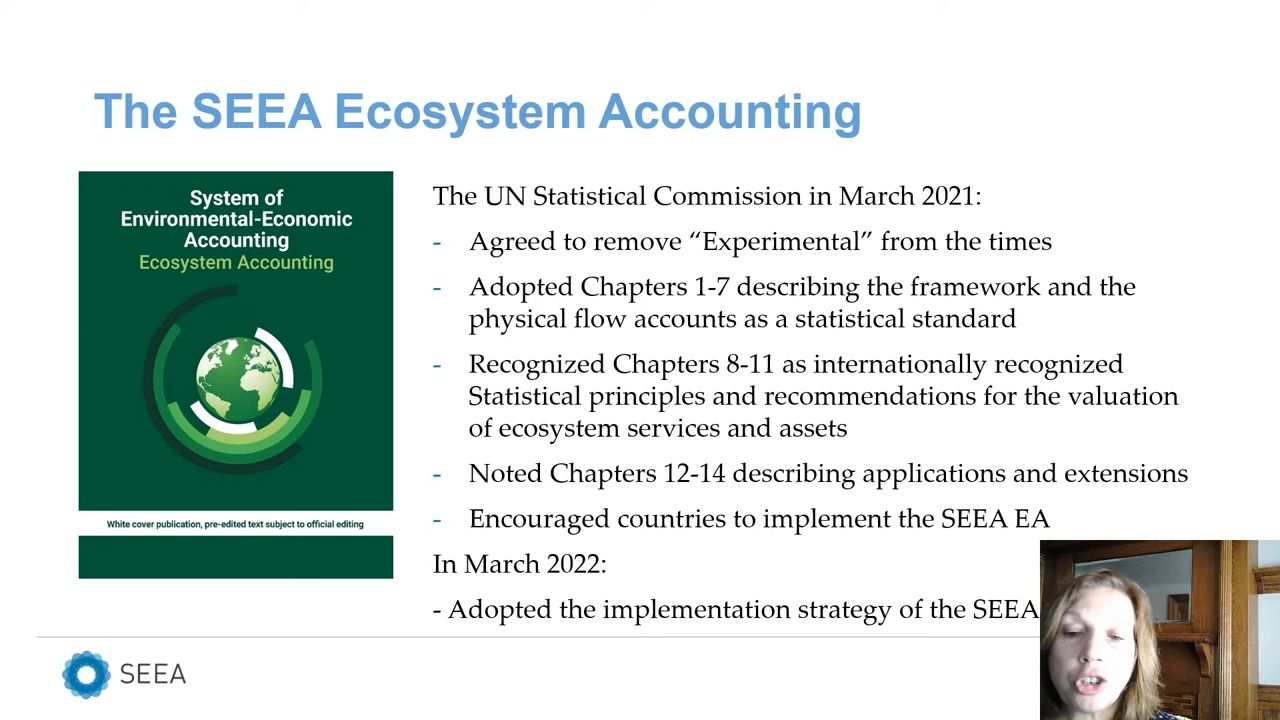 The SEEA Ecosystem Accounting
System of
Environmental-Economic
Accounting
Ecosystem Accounting
White cover publication, pre-edited text subject to official editing
The UN Statistical Commission in March 2021:
- Agreed to remove “Experimental” from the times
- Adopted Chapters 1-7 describing the framework and the
physical flow accounts as a statistical standard
- Recognized Chapters 8-11 as internationally recognized
Statistical principles and recommendations for the valuation
of ecosystem services and assets
- Noted Chapters 12-14 describing applications and extensions
- Encouraged countries to implement the SEEA EA
In March 2022:
- Adopted the implementation strategy of the SEEA
SEEA